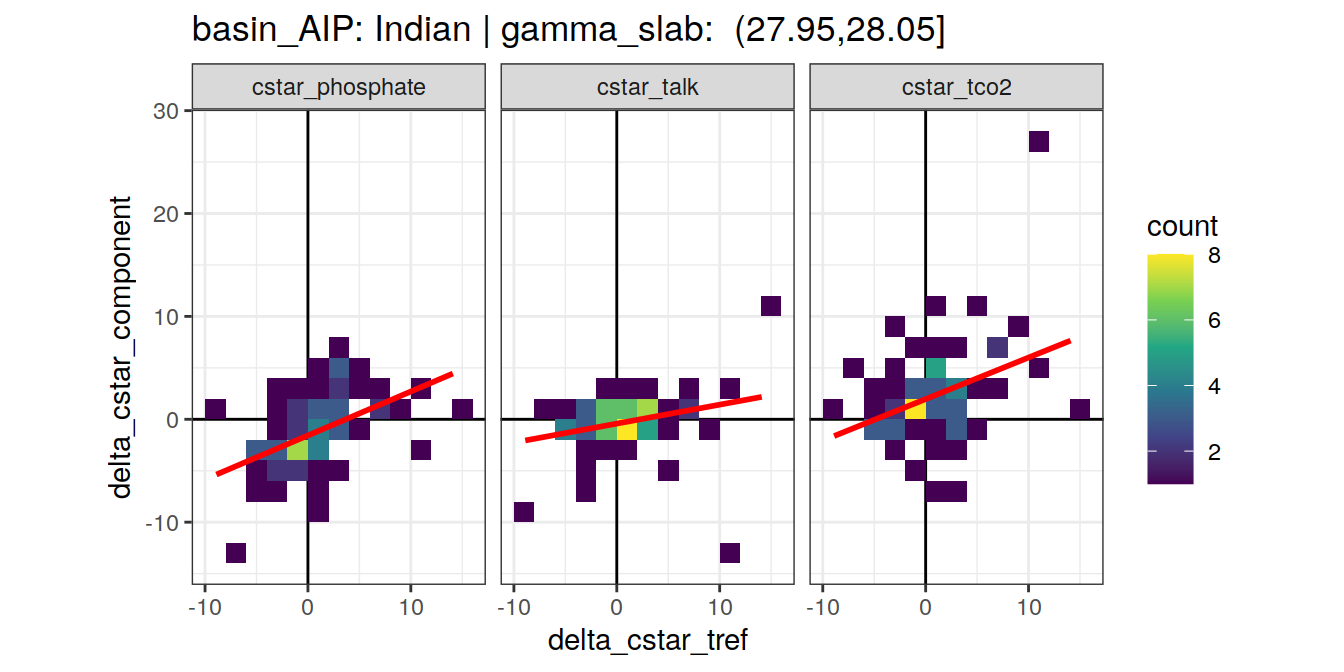 basin_AIP: Indian | gamma_slab:  (27.95,28.05]
cstar_phosphate
cstar_talk
cstar_tco2
30
20
10
0
-10
delta_cstar_component
-10 0 10
-10 0 10
-10 0 10
delta_cstar_tref
count
8
6
4
2